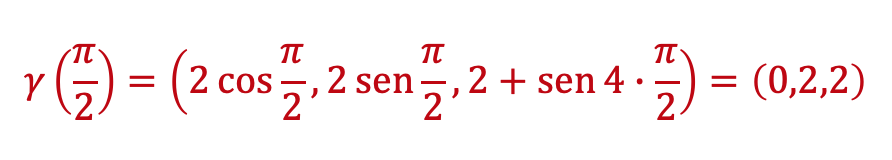 γ(π/2) = (2 cos π/2, 2 sen π/2, 2 + sen 4 · π/2) = (0,2,2)